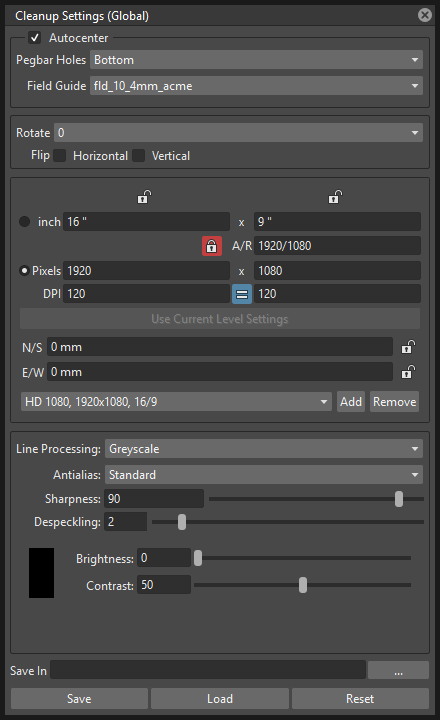 Cleanup Settings (Global)
Autocenter
Pegbar Holes Bottom
Field Guide fld_10_4mm_acme
Rotate 0
Flip Horizontal Vertical
inch 16 " x 9 "
A/R 1920/1080
Pixels 1920 x 1080
DPI 120 120
Use Current Level Settings
N/S 0 mm
E/W 0 mm
HD 1080, 1920x1080, 16/9 Add Remove
Line Processing: Greyscale
Antialias: Standard
Sharpness: 90
Despeckling: 2
Brightness: 0
Contrast: 50
Save In ...
Save Load Reset